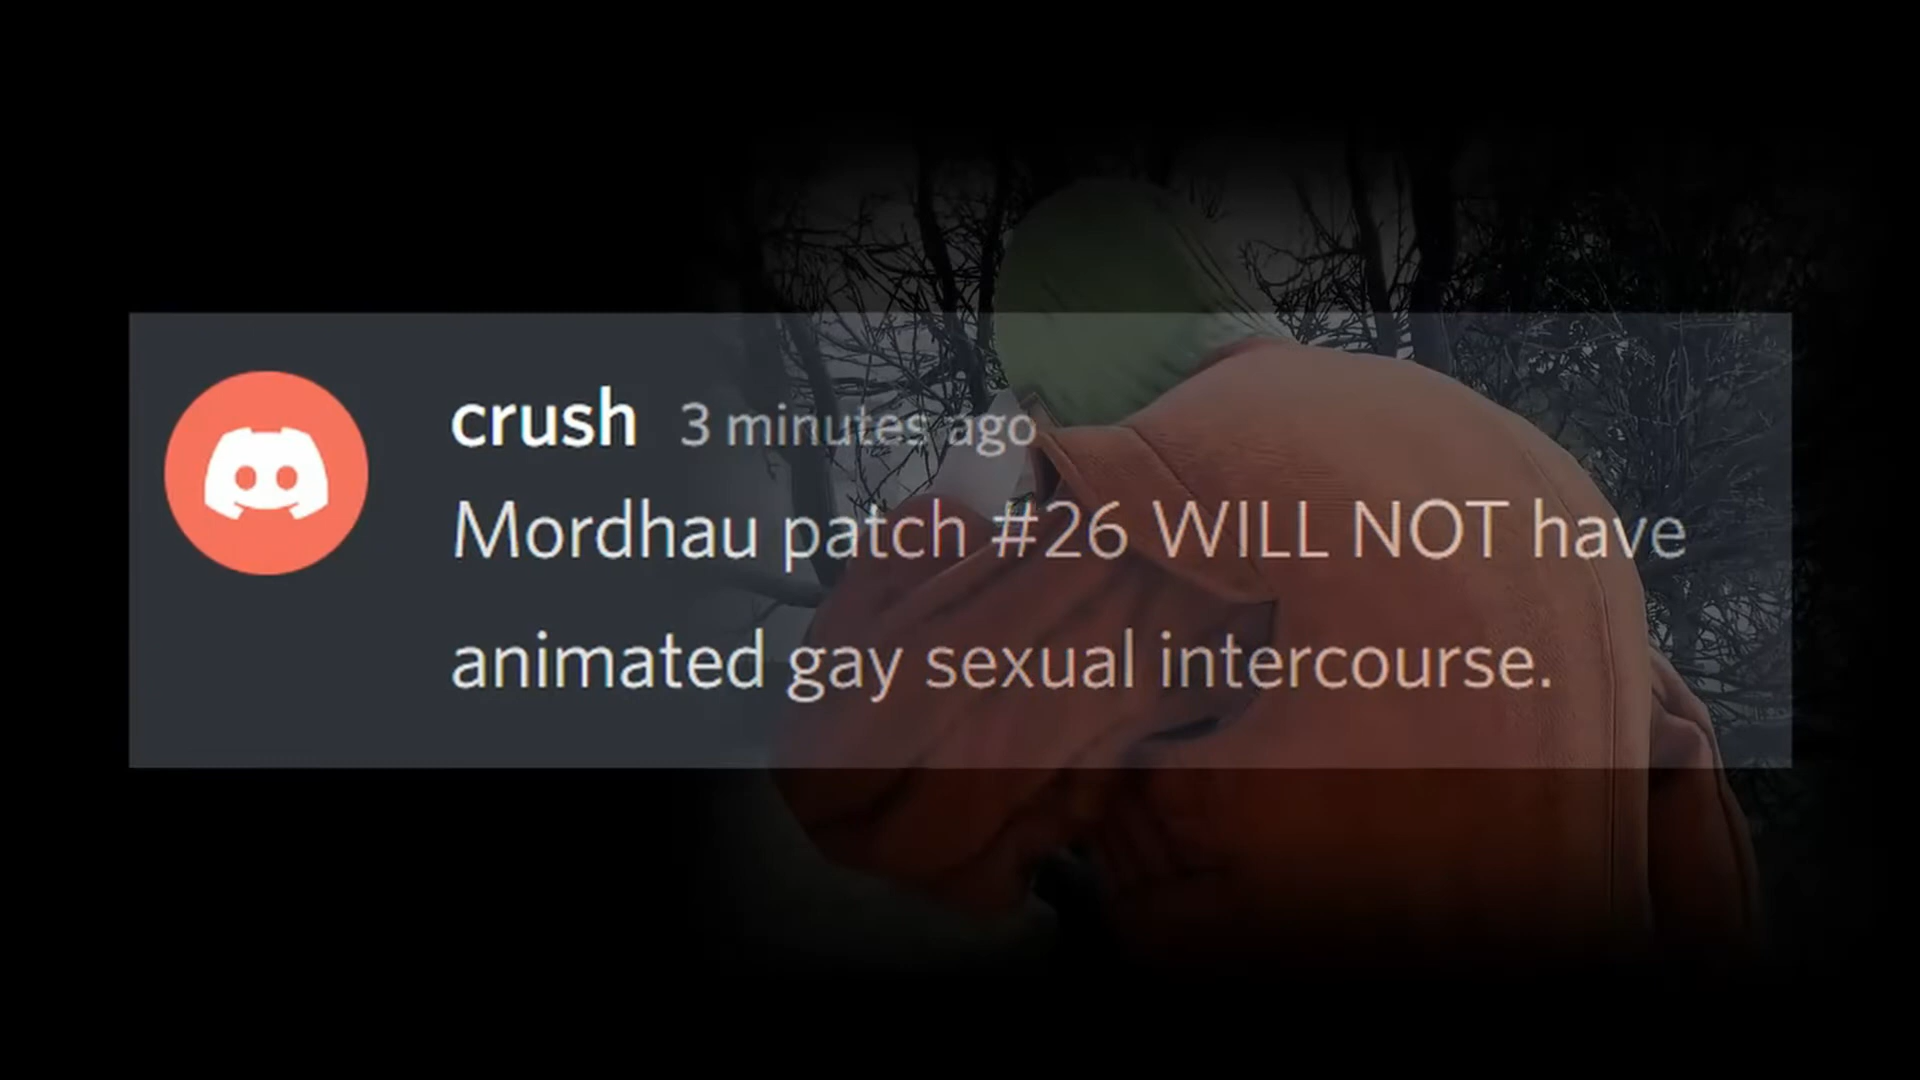 crush 3 minutes ago
Mordhau patch #26 WILL NOT have
animated gay sexual intercourse.